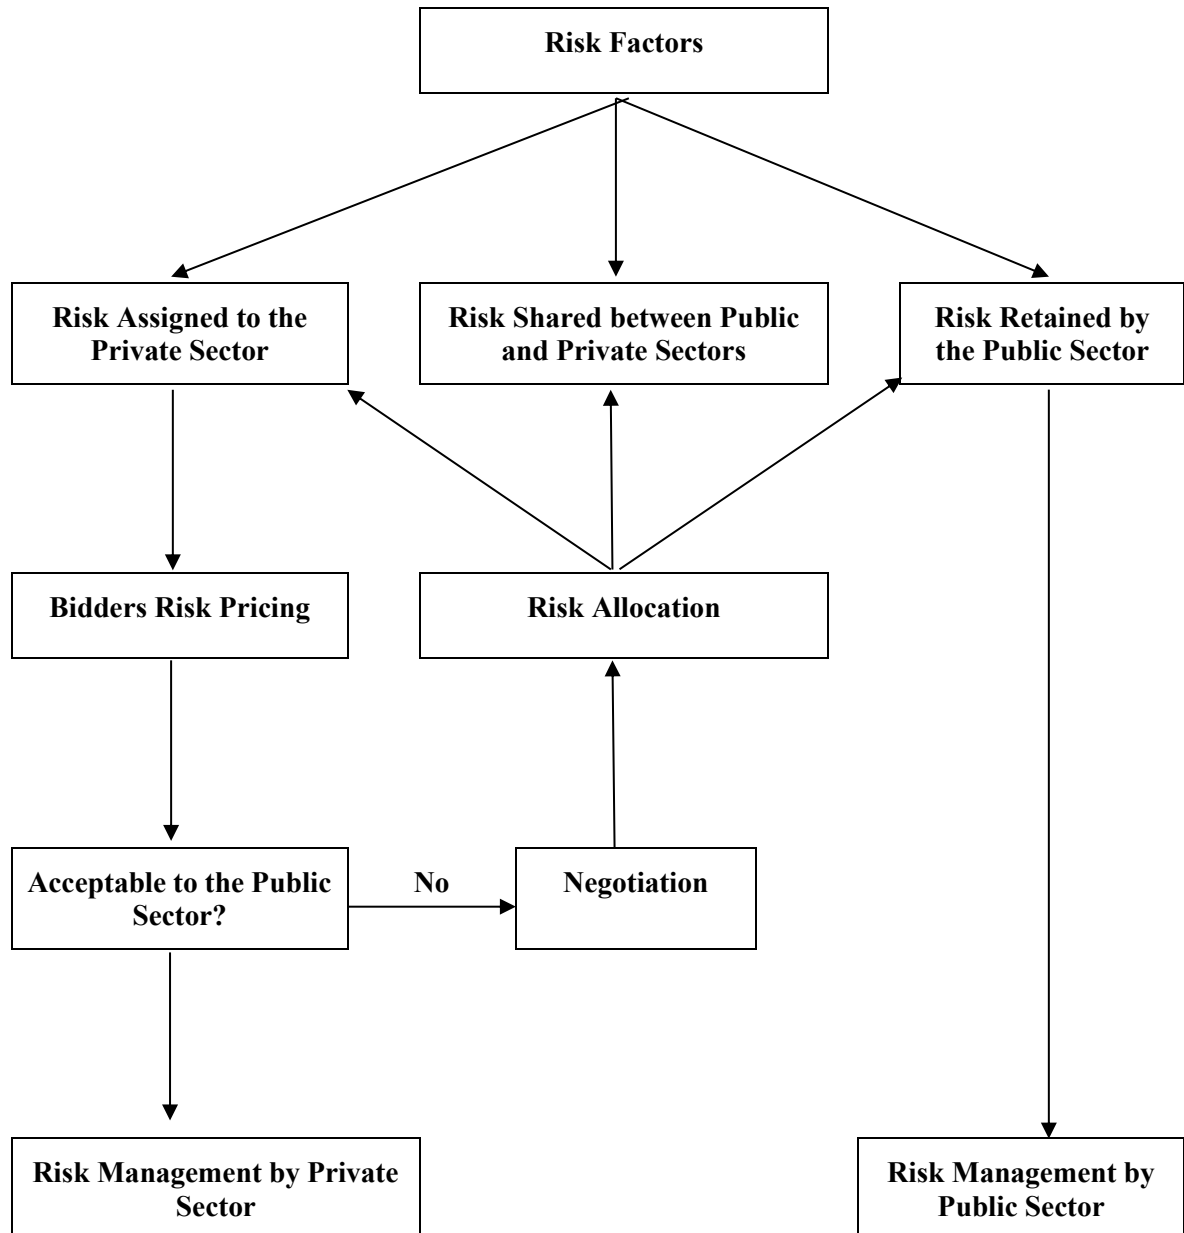 Risk Factors
Risk Assigned to the
Private Sector
Risk Shared between Public
and Private Sectors
Risk Retained by
the Public Sector
Bidders Risk Pricing
Risk Allocation
Acceptable to the Public
Sector?
No
Negotiation
Risk Management by Private
Sector
Risk Management by
Public Sector